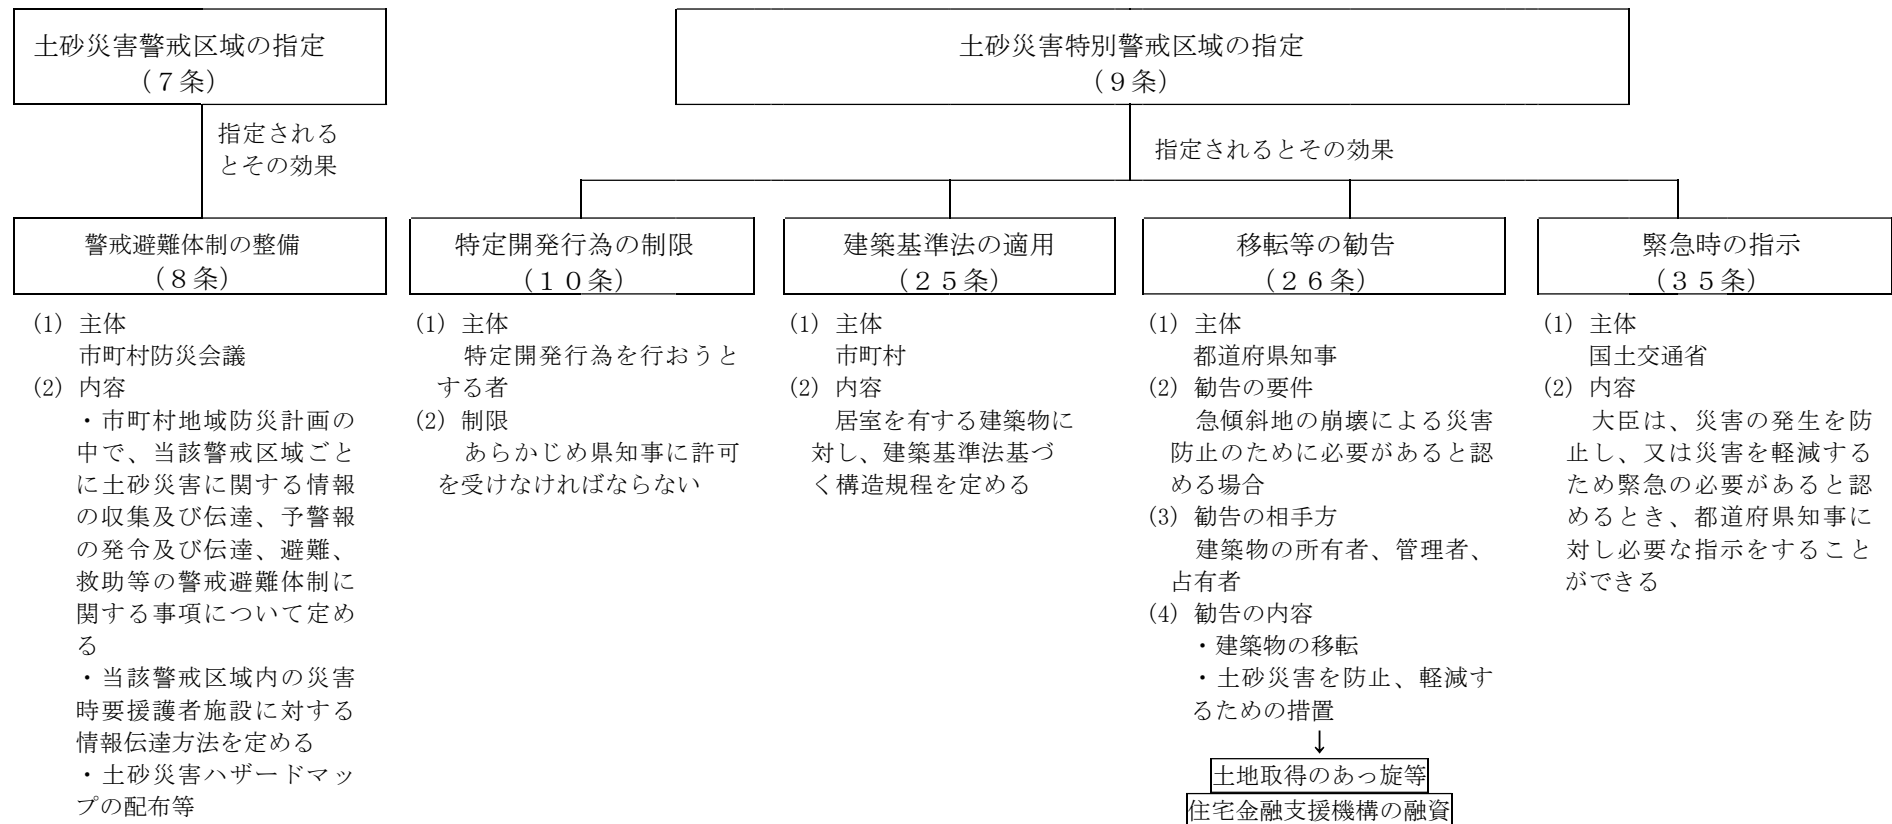 土砂災害警戒区域の指定
（７条）
指定される
とその効果
警戒避難体制の整備
（８条）
(1) 主体
市町村防災会議
(2) 内容
・市町村地域防災計画の
中で、当該警戒区域ごと
に土砂災害に関する情報
の収集及び伝達、予警報
の発令及び伝達、避難、
救助等の警戒避難体制に
関する事項について定め
る
・当該警戒区域内の災害
時要援護者施設に対する
情報伝達方法を定める
・土砂災害ハザードマッ
プの配布等
土砂災害特別警戒区域の指定
（９条）
指定されるとその効果
特定開発行為の制限
（１０条）
(1) 主体
特定開発行為を行おうと
する者
(2) 制限
あらかじめ県知事に許可
を受けなければならない
建築基準法の適用
（２５条）
(1) 主体
市町村
(2) 内容
居室を有する建築物に
対し、建築基準法基づ
く構造規程を定める
移転等の勧告
（２６条）
(1) 主体
都道府県知事
(2) 勧告の要件
急傾斜地の崩壊による災害
防止のために必要があると認
める場合
(3) 勧告の相手方
建築物の所有者、管理者、
占有者
(4) 勧告の内容
・建築物の移転
・土砂災害を防止、軽減す
るための措置
↓
土地取得のあっ旋等
住宅金融支援機構の融資
緊急時の指示
（３５条）
(1) 主体
国土交通省
(2) 内容
大臣は、災害の発生を防
止し、又は災害を軽減する
ため緊急の必要があると認
めるとき、都道府県知事に
対し必要な指示をすること
ができる